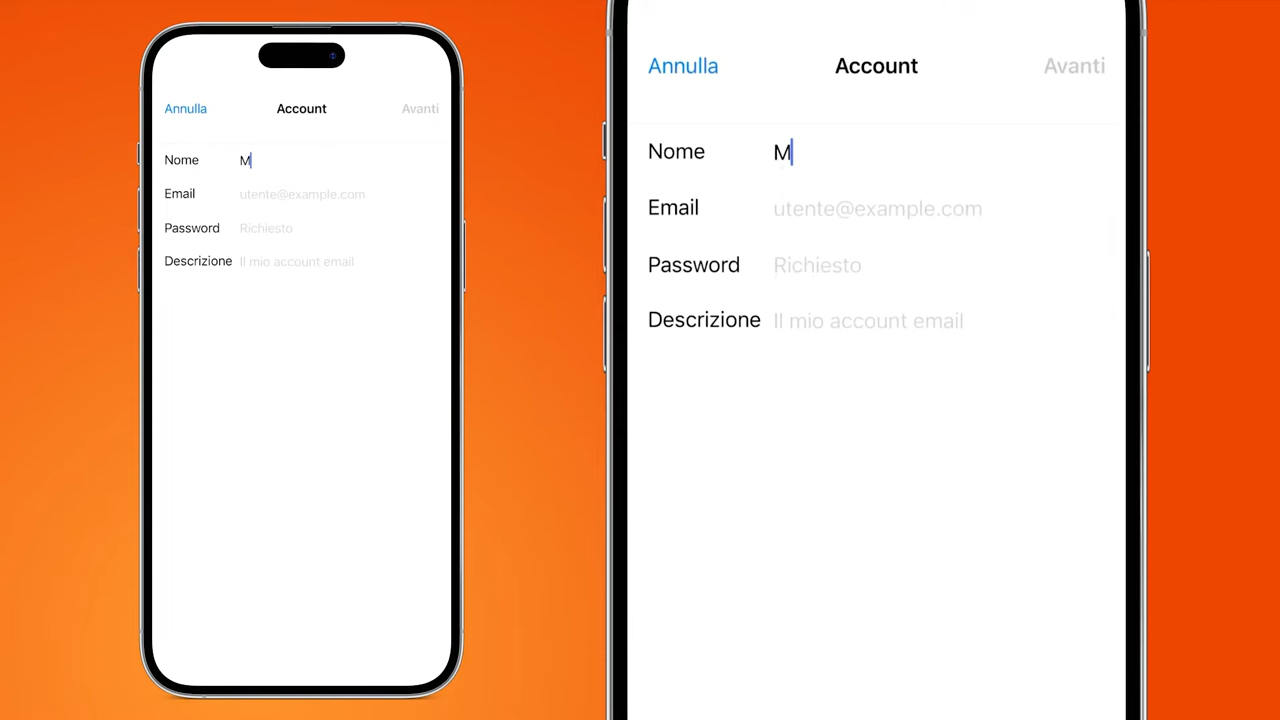 Annulla Account Avanti
Nome M
Email utente@example.com
Password Richiesto
Descrizione Il mio account email
Annulla Account Avanti
Nome M
Email utente@example.com
Password Richiesto
Descrizione Il mio account email